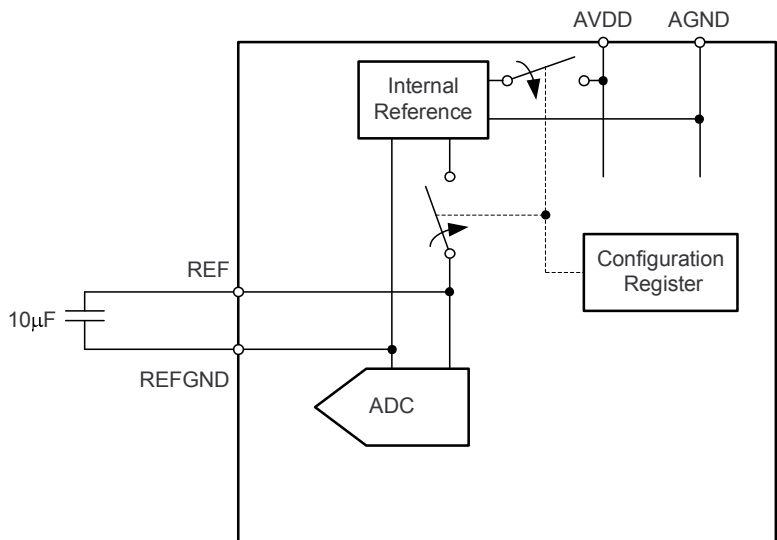 AVDD
AGND
Internal
Reference
REF
10μF
REFGND
ADC
Configuration
Register